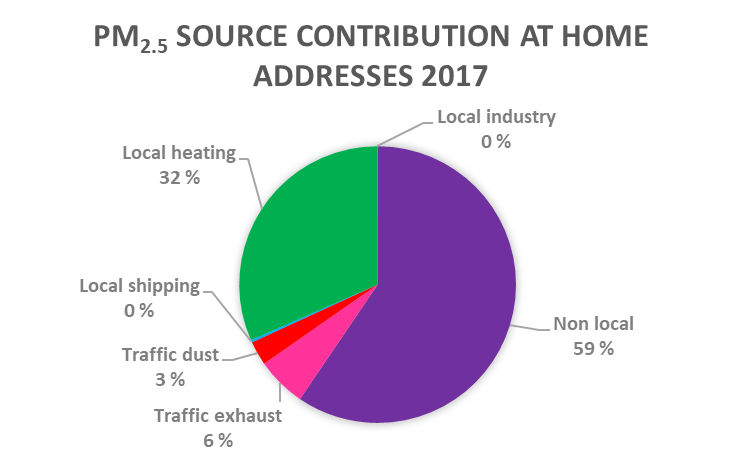 PM2.5 SOURCE CONTRIBUTION AT HOME
ADDRESSES 2017
Local industry
0 %
Local heating
32 %
Local shipping
0 %
Non local
59 %
Traffic dust
3 %
Traffic exhaust
6 %